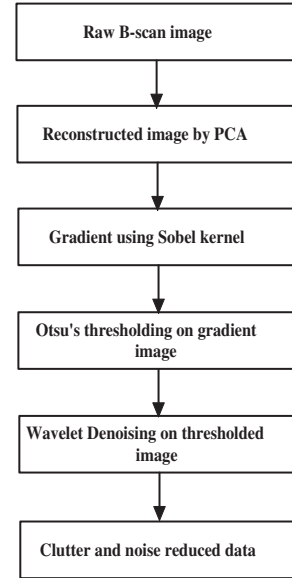 Raw B-scan image
Reconstructed image by PCA
Gradient using Sobel kernel
Otsu's thresholding on gradient
image
Wavelet Denoising on thresholded
image
Clutter and noise reduced data